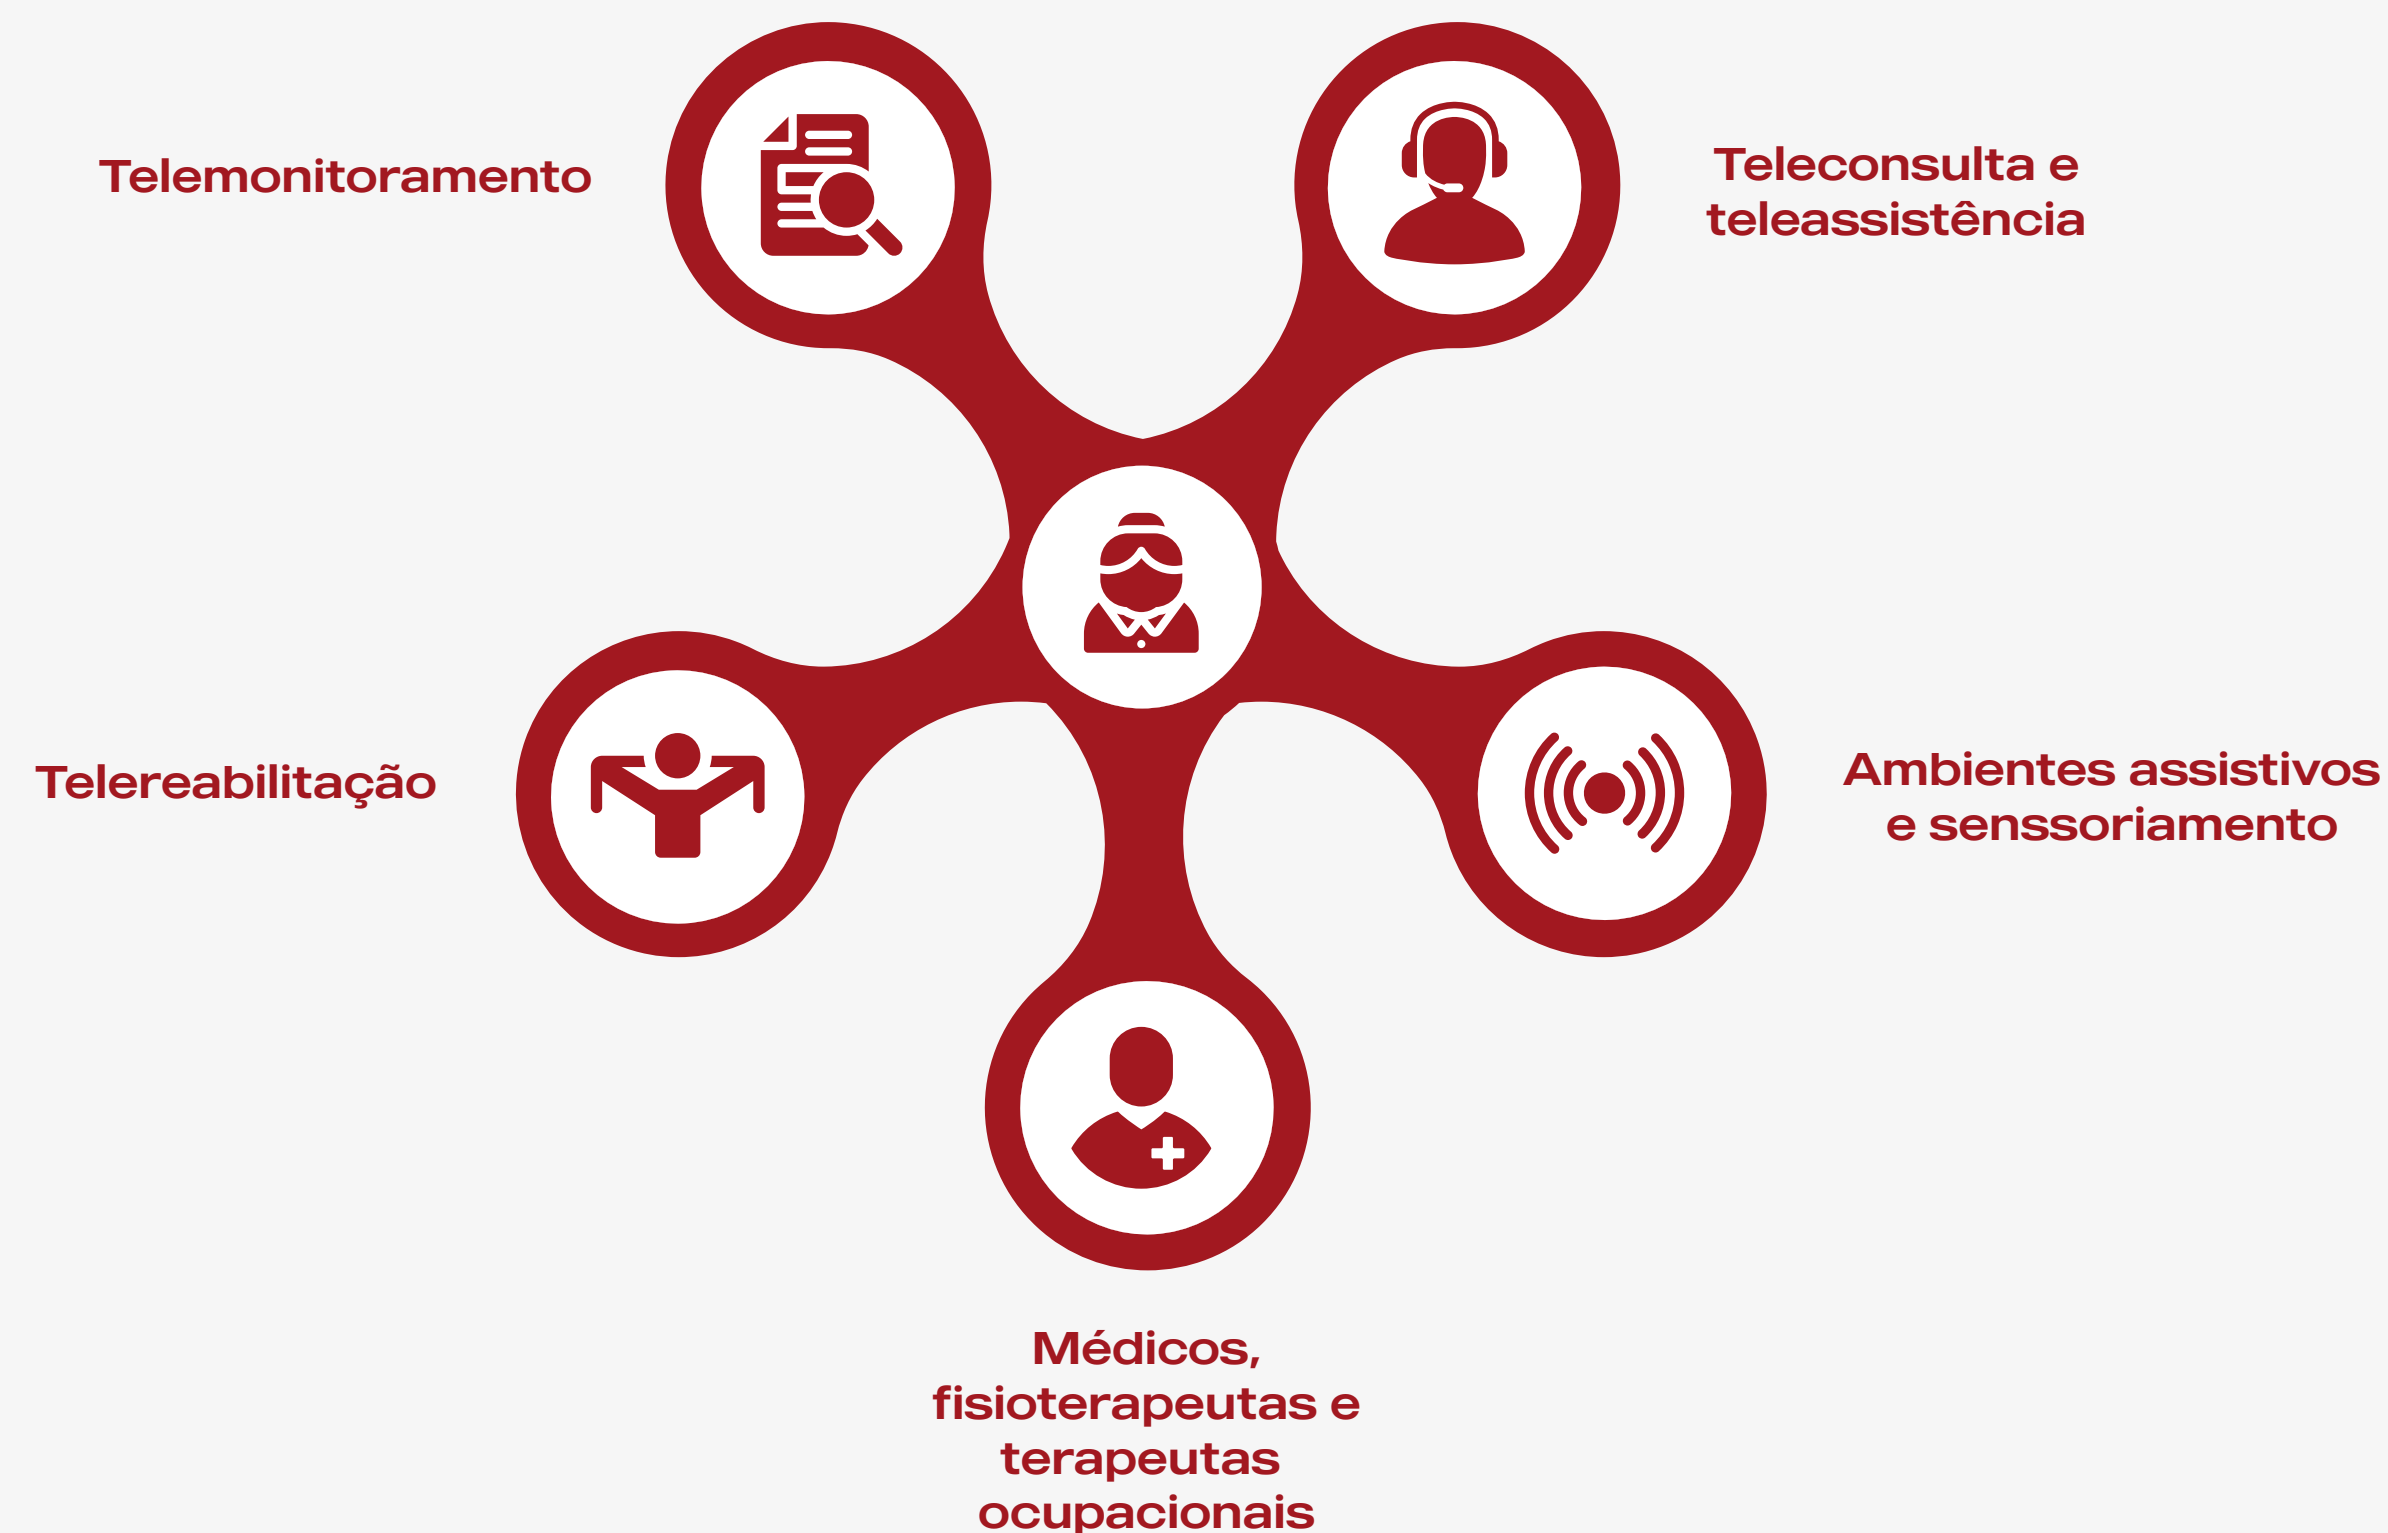 Telemonitoramento
Teleconsulta e
teleassistência
Telereabilitação
Ambientes assistivos
e senssoriamento
Médicos,
fisioterapeutas e
terapeutas
ocupacionais